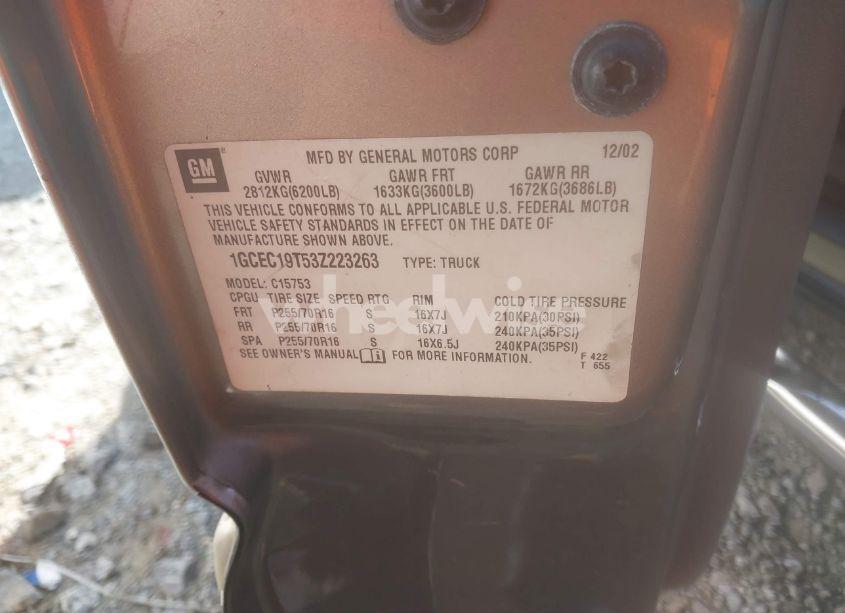 GM ®
MFD BY GENERAL MOTORS CORP 12/02
GVWR GAWR FRT GAWR RR
2812KG(6200LB) 1633KG(3600LB) 1672KG(3686LB)
THIS VEHICLE CONFORMS TO ALL APPLICABLE U.S. FEDERAL MOTOR
VEHICLE SAFETY STANDARDS IN EFFECT ON THE DATE OF
MANUFACTURE SHOWN ABOVE.
1GCEC19T53Z223263 TYPE: TRUCK
MODEL: C15753
CPGU TIRE SIZE SPEED RTG RIM COLD TIRE PRESSURE
FRT P255/70R16 S 16X7J 210KPA(30PSI)
RR P255/70R16 S 16X7J 240KPA(35PSI)
SPA P255/70R16 S 16X6.5J 240KPA(35PSI)
SEE OWNER'S MANUAL FOR MORE INFORMATION.
F 422
T 655
wheelwise